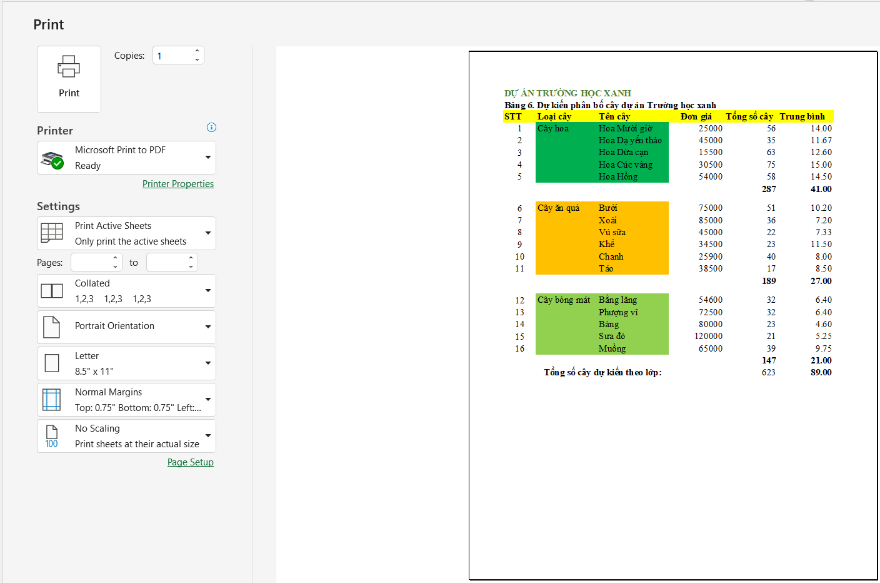 Print
Print
Copies: 1
Printer
Microsoft Print to PDF
Ready
Printer Properties
Settings
Print Active Sheets
Only print the active sheets
Pages: to
Collated
1,2,3 1,2,3 1,2,3
Portrait Orientation
Letter
8.5" x 11"
Normal Margins
Top: 0.75" Bottom: 0.75" Left:...
No Scaling
100
Print sheets at their actual size
Page Setup
DỰ ÁN TRƯỜNG HỌC XANH
Bảng 6. Dự kiến phân bố cây dự án Trường học xanh
STT Loại cây Tên cây Đơn giá Tổng số cây Trung bình
1 Cây hoa Hoa Mười giờ 25000 56 14.00
2 Hoa Dạ yến thảo 45000 35 11.67
3 Hoa Dừa cạn 15500 63 12.60
4 Hoa Cúc vàng 30500 75 15.00
5 Hoa Hồng 54000 58 14.50
287 41.00
6 Cây ăn quả Bưởi 75000 51 10.20
7 Xoài 85000 36 7.20
8 Vú sữa 45000 22 7.33
9 Khế 34500 23 11.50
10 Chanh 25900 40 8.00
11 Táo 38500 17 8.50
189 27.00
12 Cây bóng mát Bằng lăng 54600 32 6.40
13 Phượng vĩ 72500 32 6.40
14 Bàng 80000 23 4.60
15 Sưa đỏ 120000 21 5.25
16 Muồng 65000 39 9.75
147 21.00
Tổng số cây dự kiến theo lớp: 623 89.00